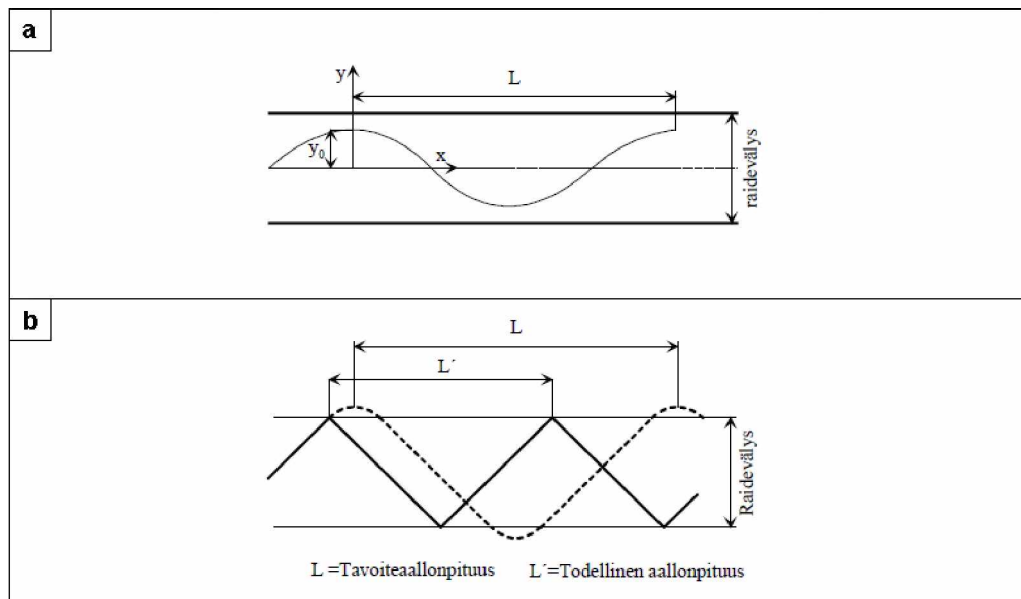 a
y
L
y₀
x
raidevälys
b
L
L´
Raidevälys
L =Tavoiteaallonpituus
L´=Todellinen aallonpituus